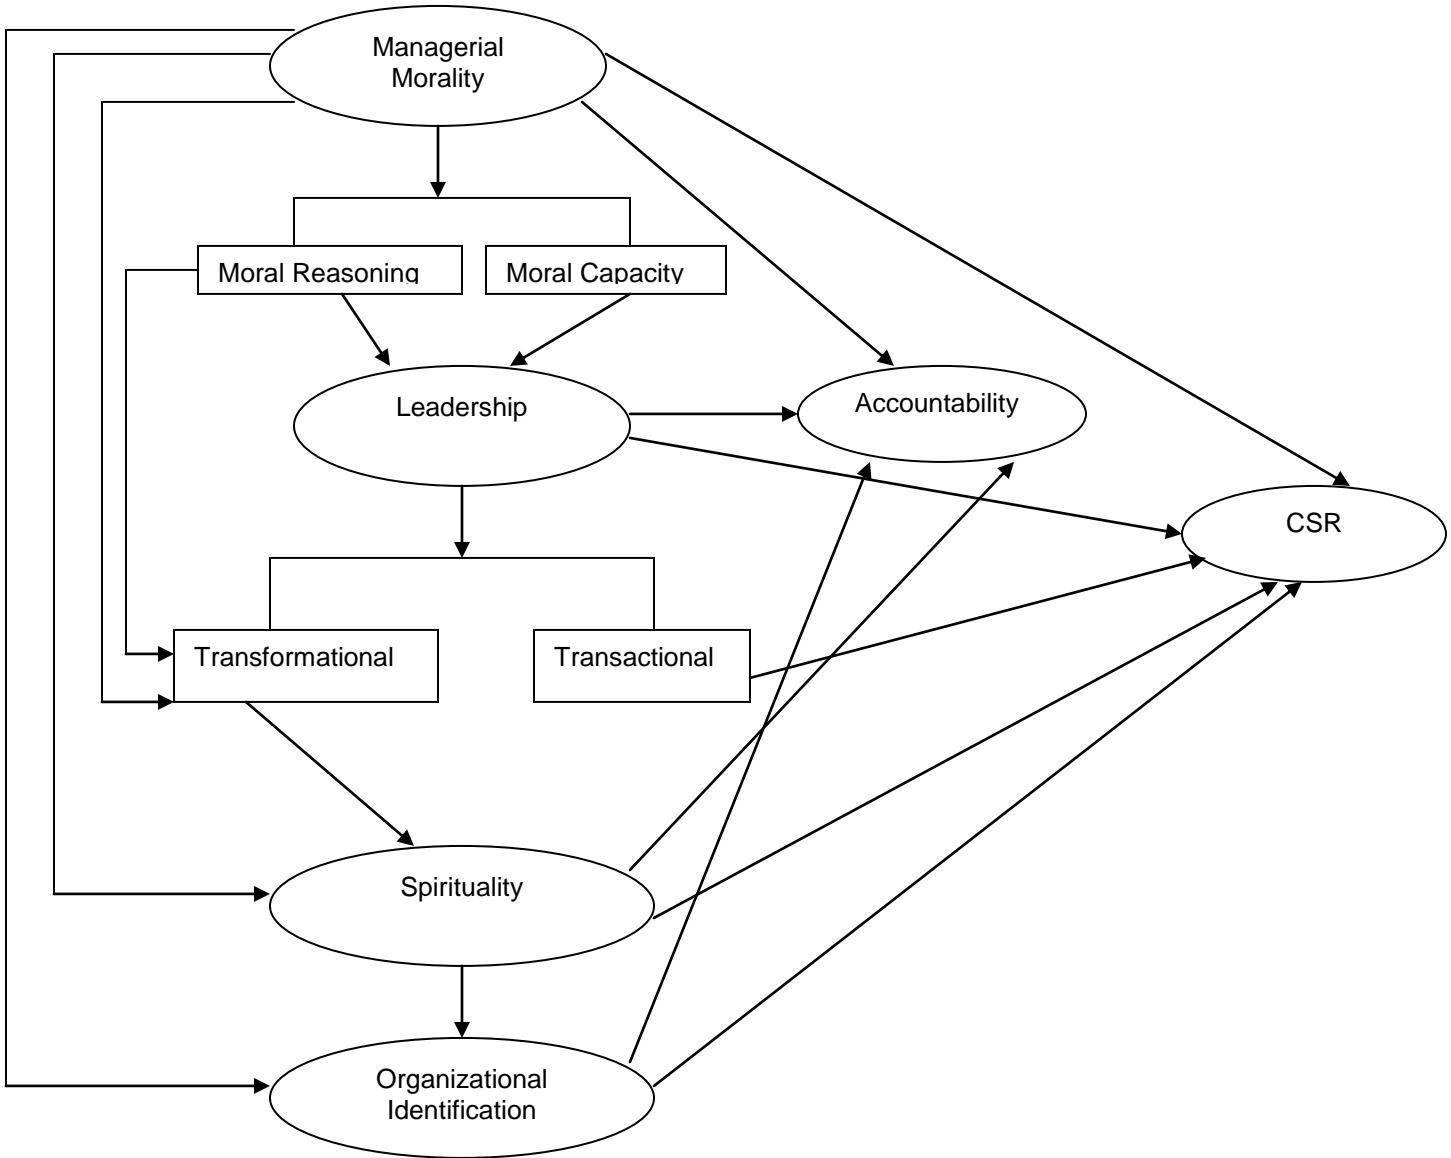 Managerial
Morality
Moral Reasoning
Moral Capacity
Leadership
Accountability
CSR
Transformational
Transactional
Spirituality
Organizational
Identification